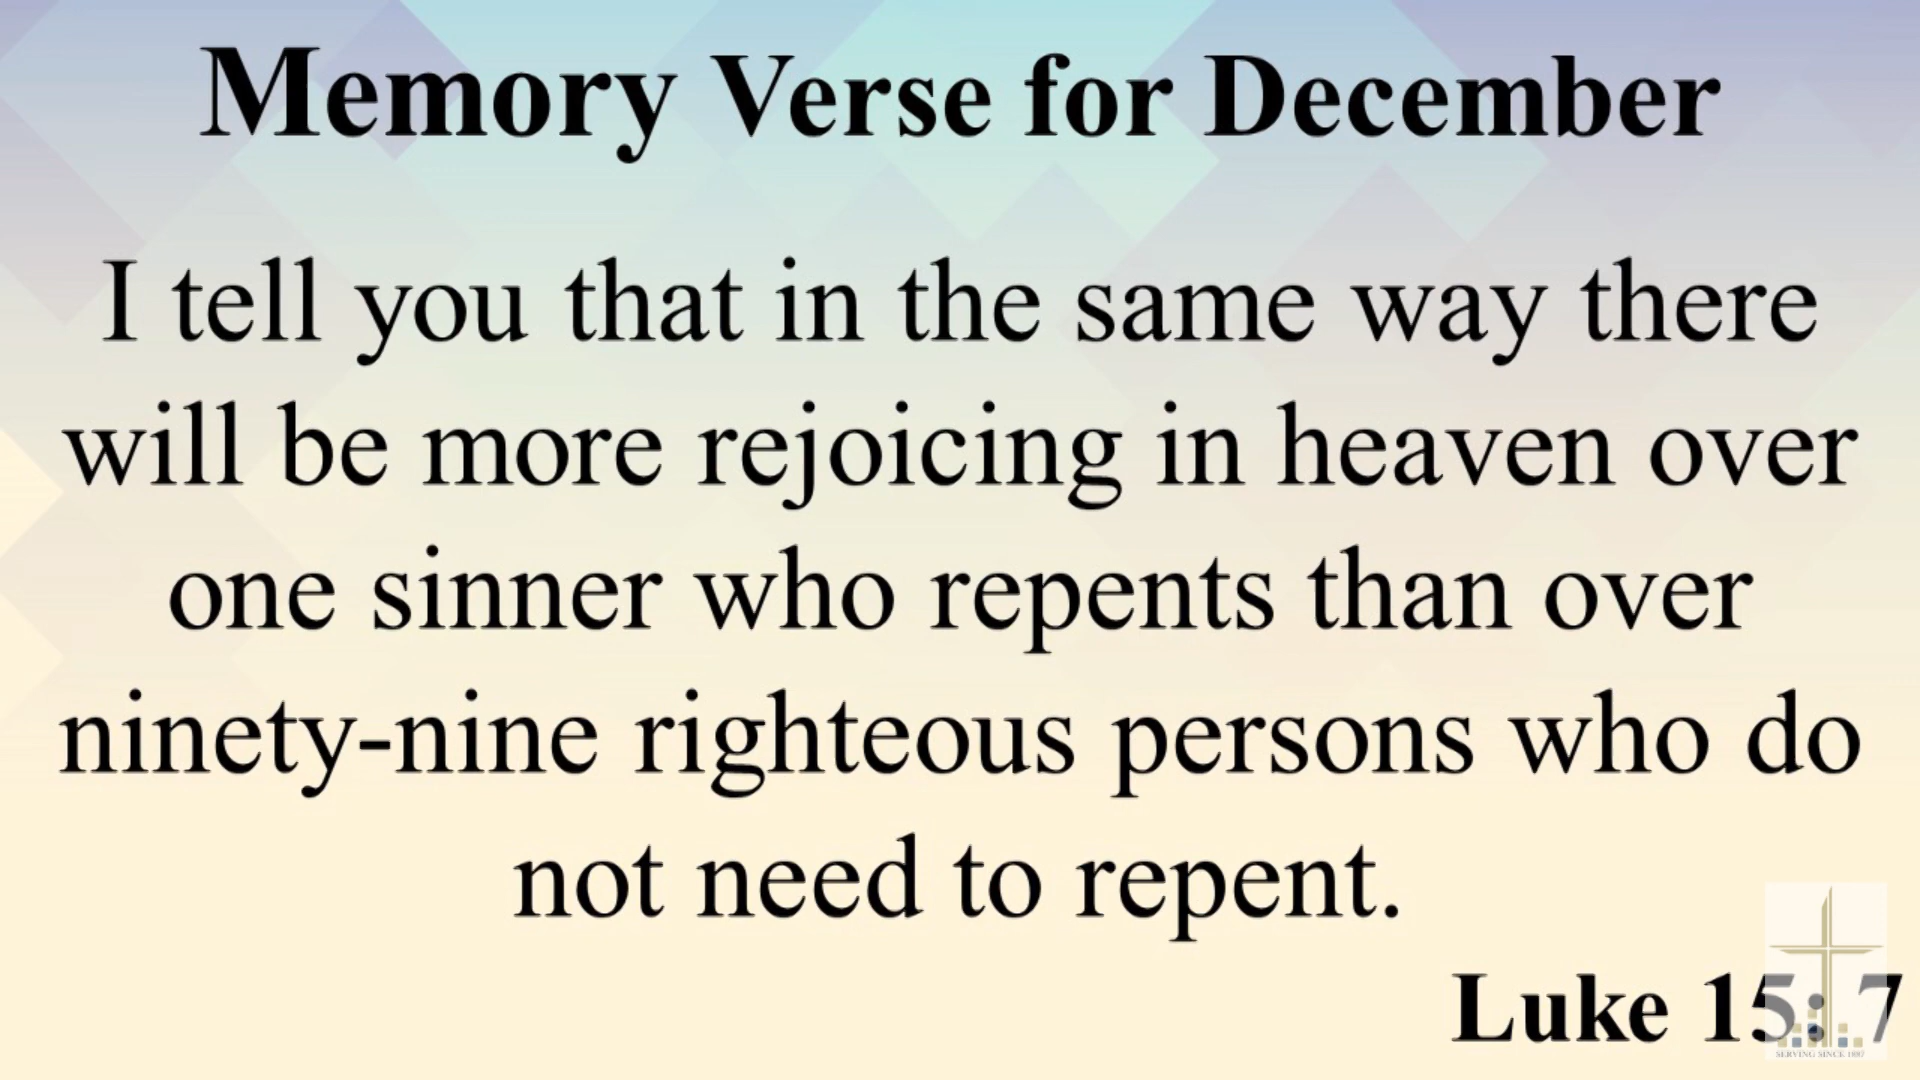 Memory Verse for December
I tell you that in the same way there
will be more rejoicing in heaven over
one sinner who repents than over
ninety-nine righteous persons who do
not need to repent.
Luke 15: 7
SERVING SINCE